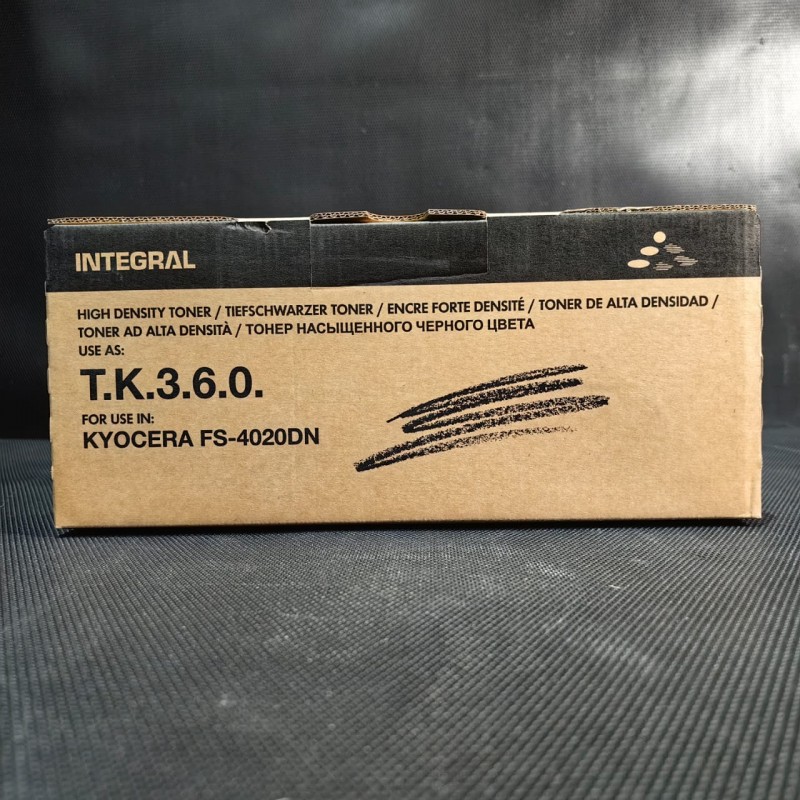 INTEGRAL
HIGH DENSITY TONER / TIEFSCHWARZER TONER / ENCRE FORTE DENSITÉ / TONER DE ALTA DENSIDAD /
TONER AD ALTA DENSITÀ / ТОНЕР НАСЫЩЕННОГО ЧЕРНОГО ЦВЕТА
USE AS:
T.K.3.6.0.
FOR USE IN:
KYOCERA FS-4020DN